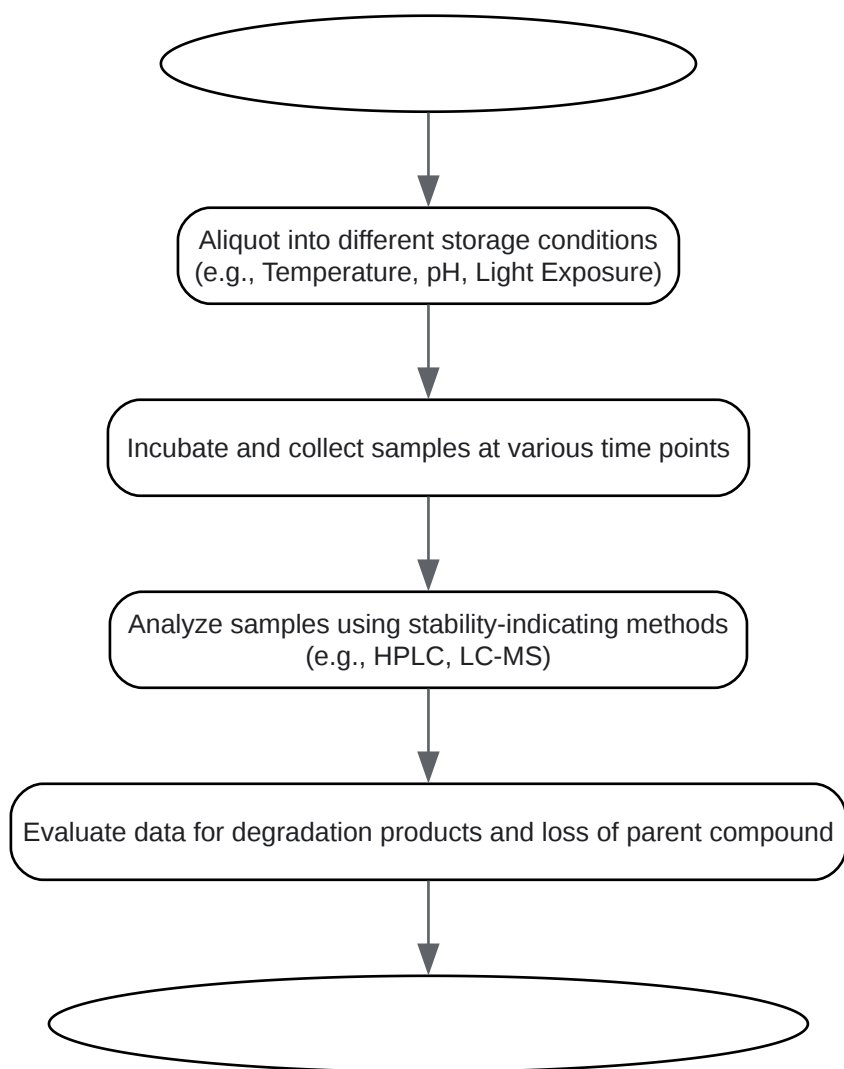 Aliquot into different storage conditions
(e.g., Temperature, pH, Light Exposure)
Incubate and collect samples at various time points
Analyze samples using stability-indicating methods
(e.g., HPLC, LC-MS)
Evaluate data for degradation products and loss of parent compound